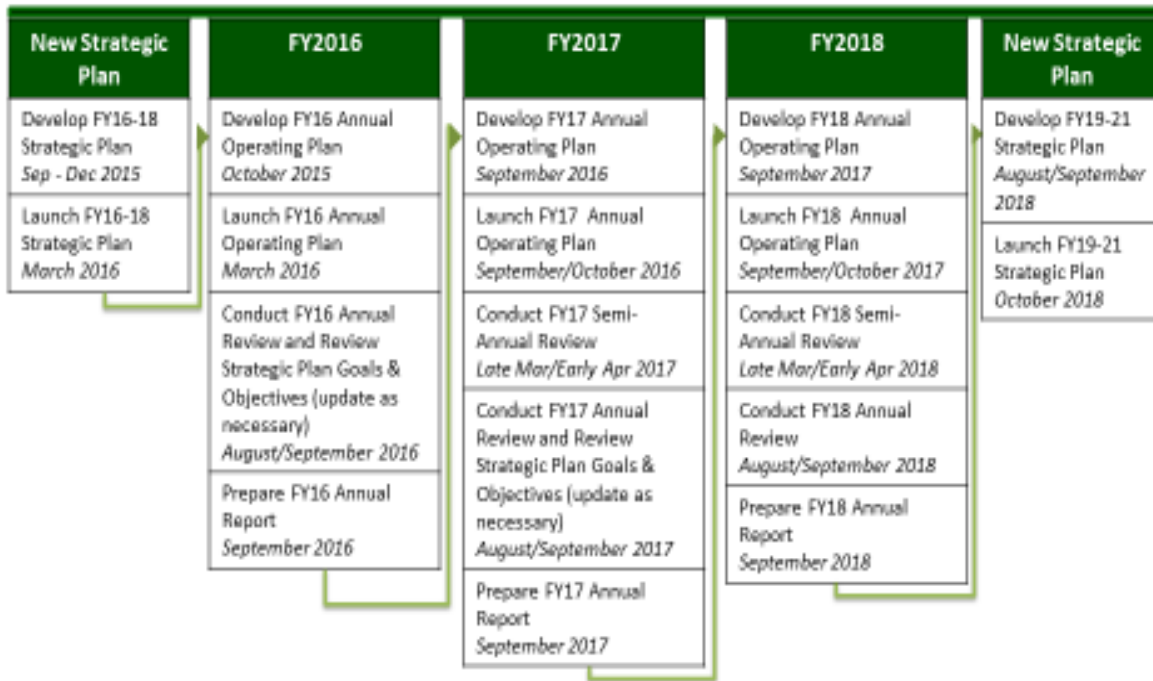 New Strategic
Plan
Develop FY16-18
Strategic Plan
Sep - Dec 2015
Launch FY16-18
Strategic Plan
March 2016
FY2016
Develop FY16 Annual
Operating Plan
October 2015
Launch FY16 Annual
Operating Plan
March 2016
Conduct FY16 Annual
Review and Review
Strategic Plan Goals &
Objectives (update as
necessary)
August/September 2016
Prepare FY16 Annual
Report
September 2016
FY2017
Develop FY17 Annual
Operating Plan
September 2016
Launch FY17 Annual
Operating Plan
September/October 2016
Conduct FY17 Semi-
Annual Review
Late Mar/Early Apr 2017
Conduct FY17 Annual
Review and Review
Strategic Plan Goals &
Objectives (update as
necessary)
August/September 2017
Prepare FY17 Annual
Report
September 2017
FY2018
Develop FY18 Annual
Operating Plan
September 2017
Launch FY18 Annual
Operating Plan
September/October 2017
Conduct FY18 Semi-
Annual Review
Late Mar/Early Apr 2018
Conduct FY18 Annual
Review
August/September 2018
Prepare FY18 Annual
Report
September 2018
New Strategic
Plan
Develop FY19-21
Strategic Plan
August/September
2018
Launch FY19-21
Strategic Plan
October 2018